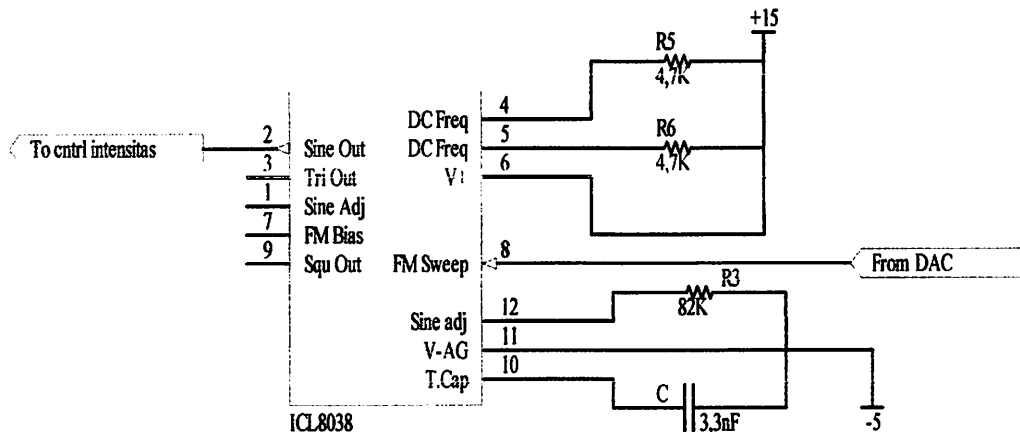 +15
R5
4,7K
4
DC Freq
R6
2
5
To cntrl intensitas
Sine Out
DC Freq
4,7K
3
6
Tri Out
V+
1
Sine Adj
7
FM Bias
9
8
Squ Out
FM Sweep
From DAC
R3
12
82K
Sine adj
11
V-AG
10
T.Cap
C
3,3nF
-5
ICL8038